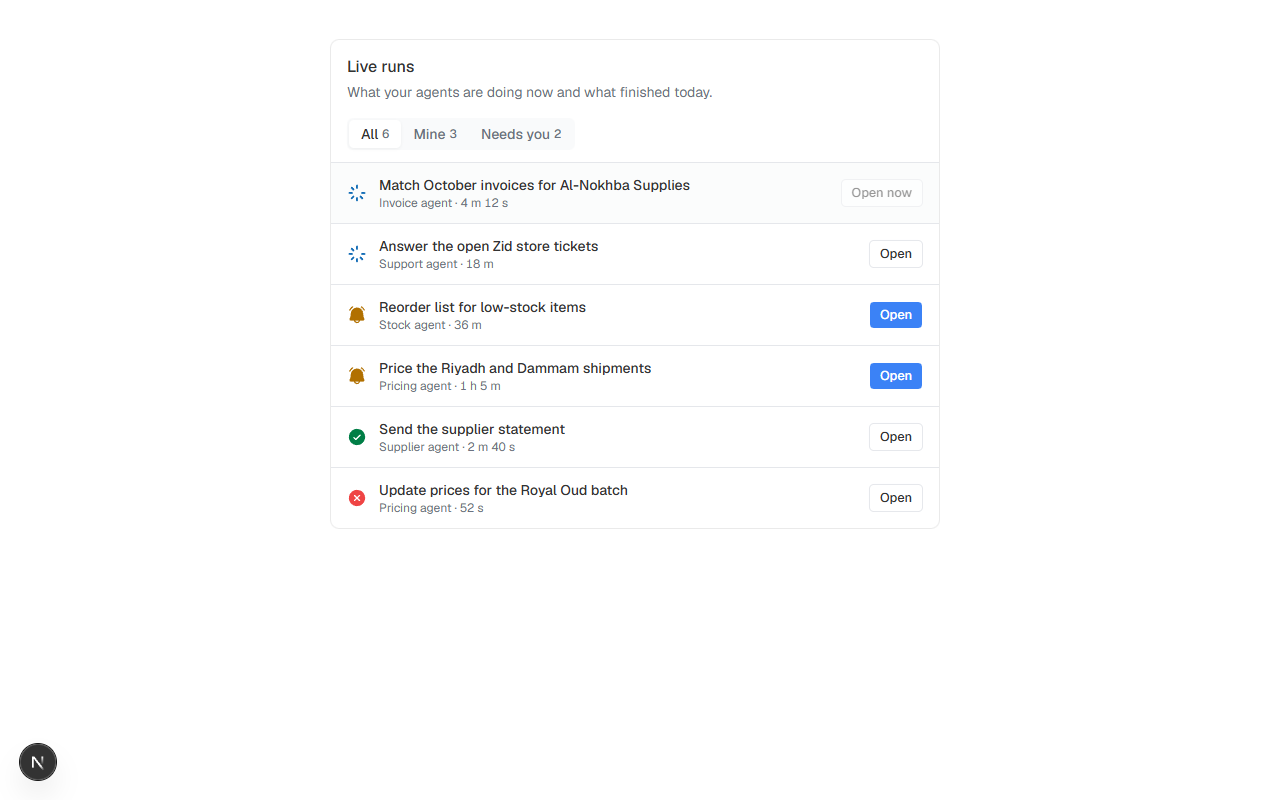 Live runs
What your agents are doing now and what finished today.
All 6 Mine 3 Needs you 2
Match October invoices for Al-Nokhba Supplies
Invoice agent · 4 m 12 s
Open now
Answer the open Zid store tickets
Support agent · 18 m
Open
Reorder list for low-stock items
Stock agent · 36 m
Open
Price the Riyadh and Dammam shipments
Pricing agent · 1 h 5 m
Open
Send the supplier statement
Supplier agent · 2 m 40 s
Open
Update prices for the Royal Oud batch
Pricing agent · 52 s
Open
N